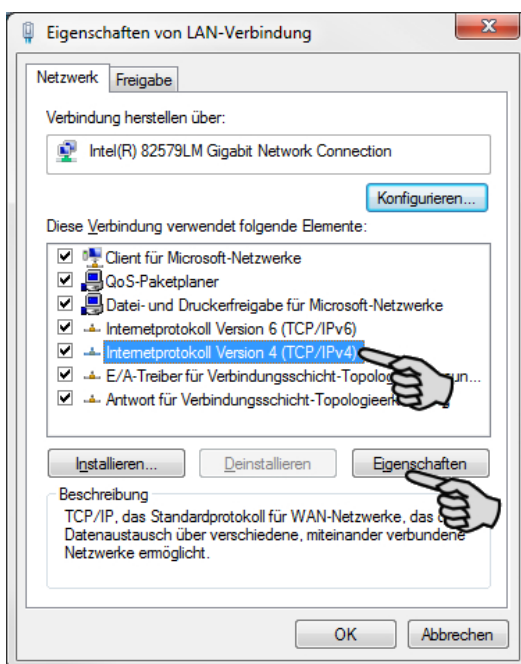 Eigenschaften von LAN-Verbindung
Netzwerk
Freigabe
Verbindung herstellen über:
Intel(R) 82579LM Gigabit Network Connection
Konfigurieren...
Diese Verbindung verwendet folgende Elemente:
Client für Microsoft-Netzwerke
QoS-Paketplaner
Datei- und Druckerfreigabe für Microsoft-Netzwerke
Internetprotokoll Version 6 (TCP/IPv6)
Internetprotokoll Version 4 (TCP/IPv4)
E/A-Treiber für Verbindungsschicht-
Antwort für Verbindungsschicht-
Installieren...
Deinstallieren
Eigenschaften
Beschreibung
TCP/IP, das Standardprotokoll für WAN-Netzwerke, das
Datenaustausch über verschiedene, miteinander verbundene
Netzwerke ermöglicht.
OK
Abbrechen